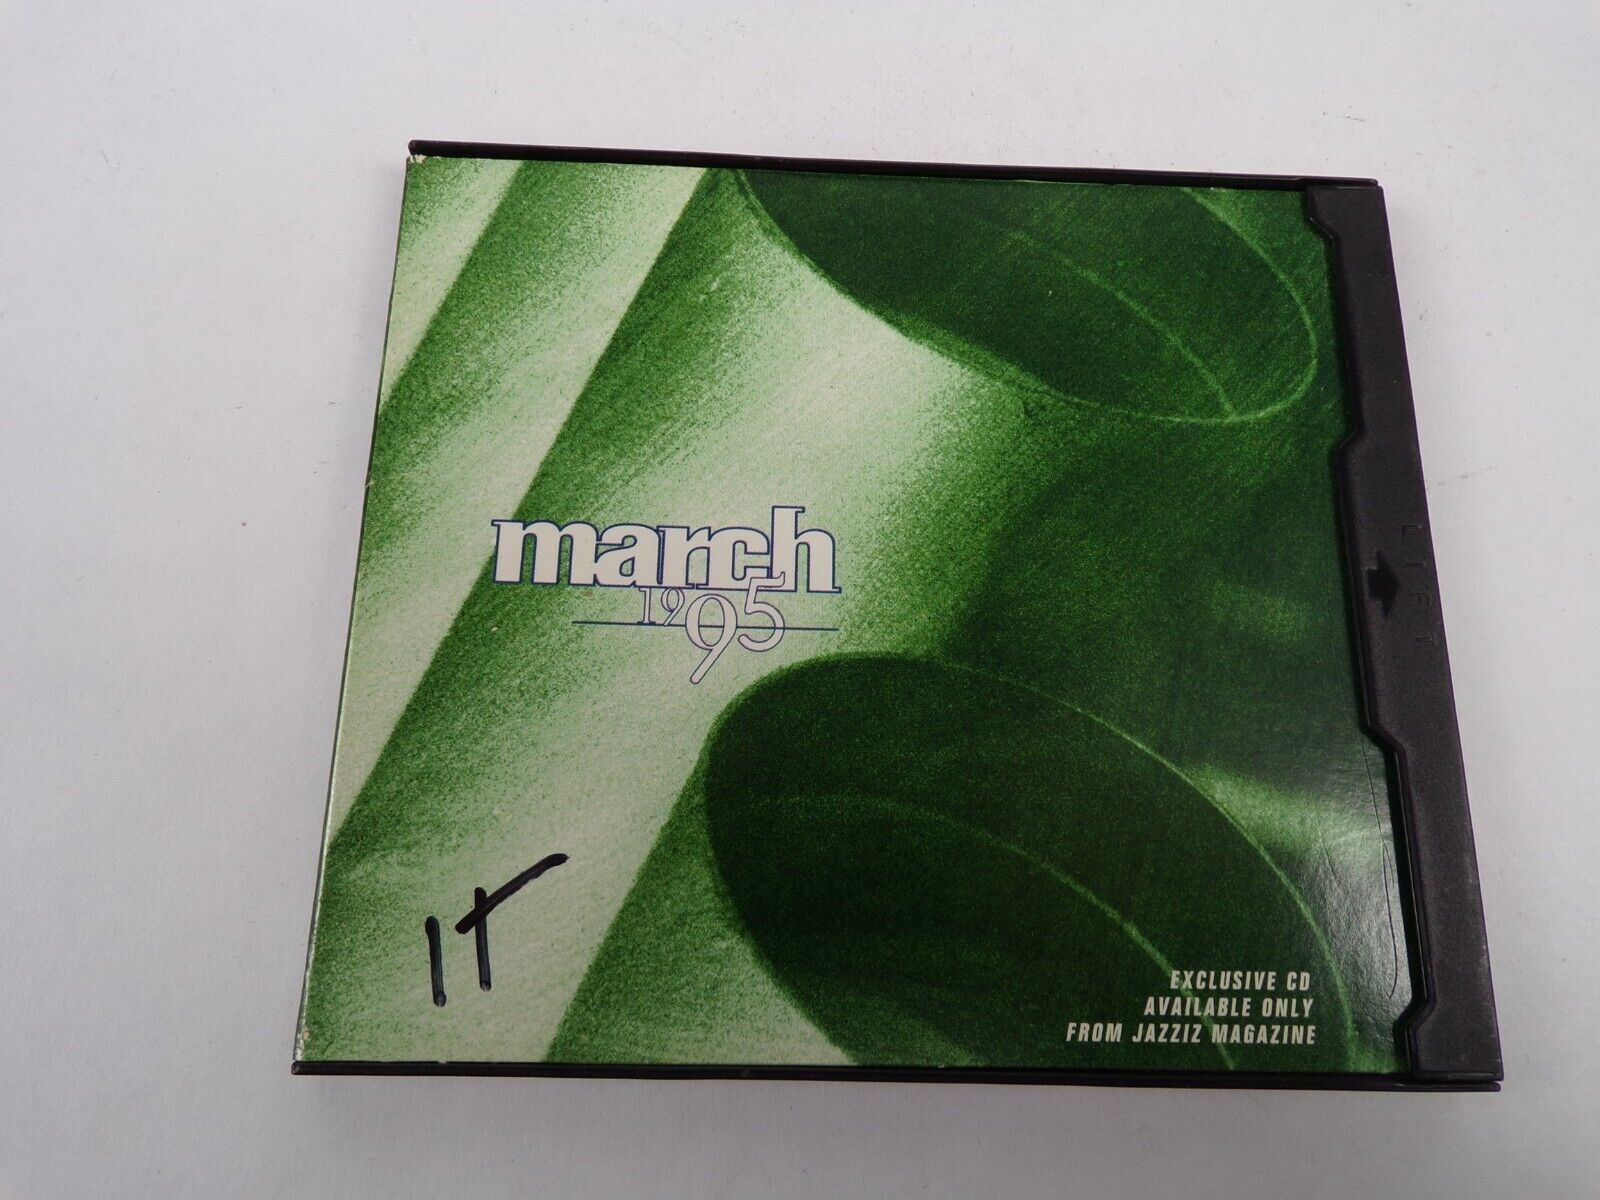 march
1995
LIFT
IT
EXCLUSIVE CD
AVAILABLE ONLY
FROM JAZZIZ MAGAZINE